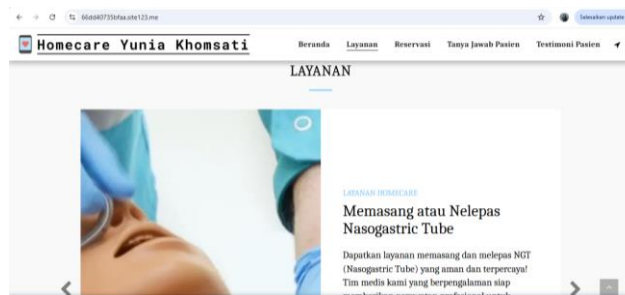 66dd40735bfaa.site123.me
Selesaikan update
Homecare Yunia Khomsati
Beranda Layanan Reservasi Tanya Jawab Pasien Testimoni Pasien
LAYANAN
LAYANAN HOMECARE
Memasang atau Nelepas
Nasogastric Tube
Dapatkan layanan memasang dan melepas NGT
(Nasogastric Tube) yang aman dan terpercaya!
Tim medis kami yang berpengalaman siap